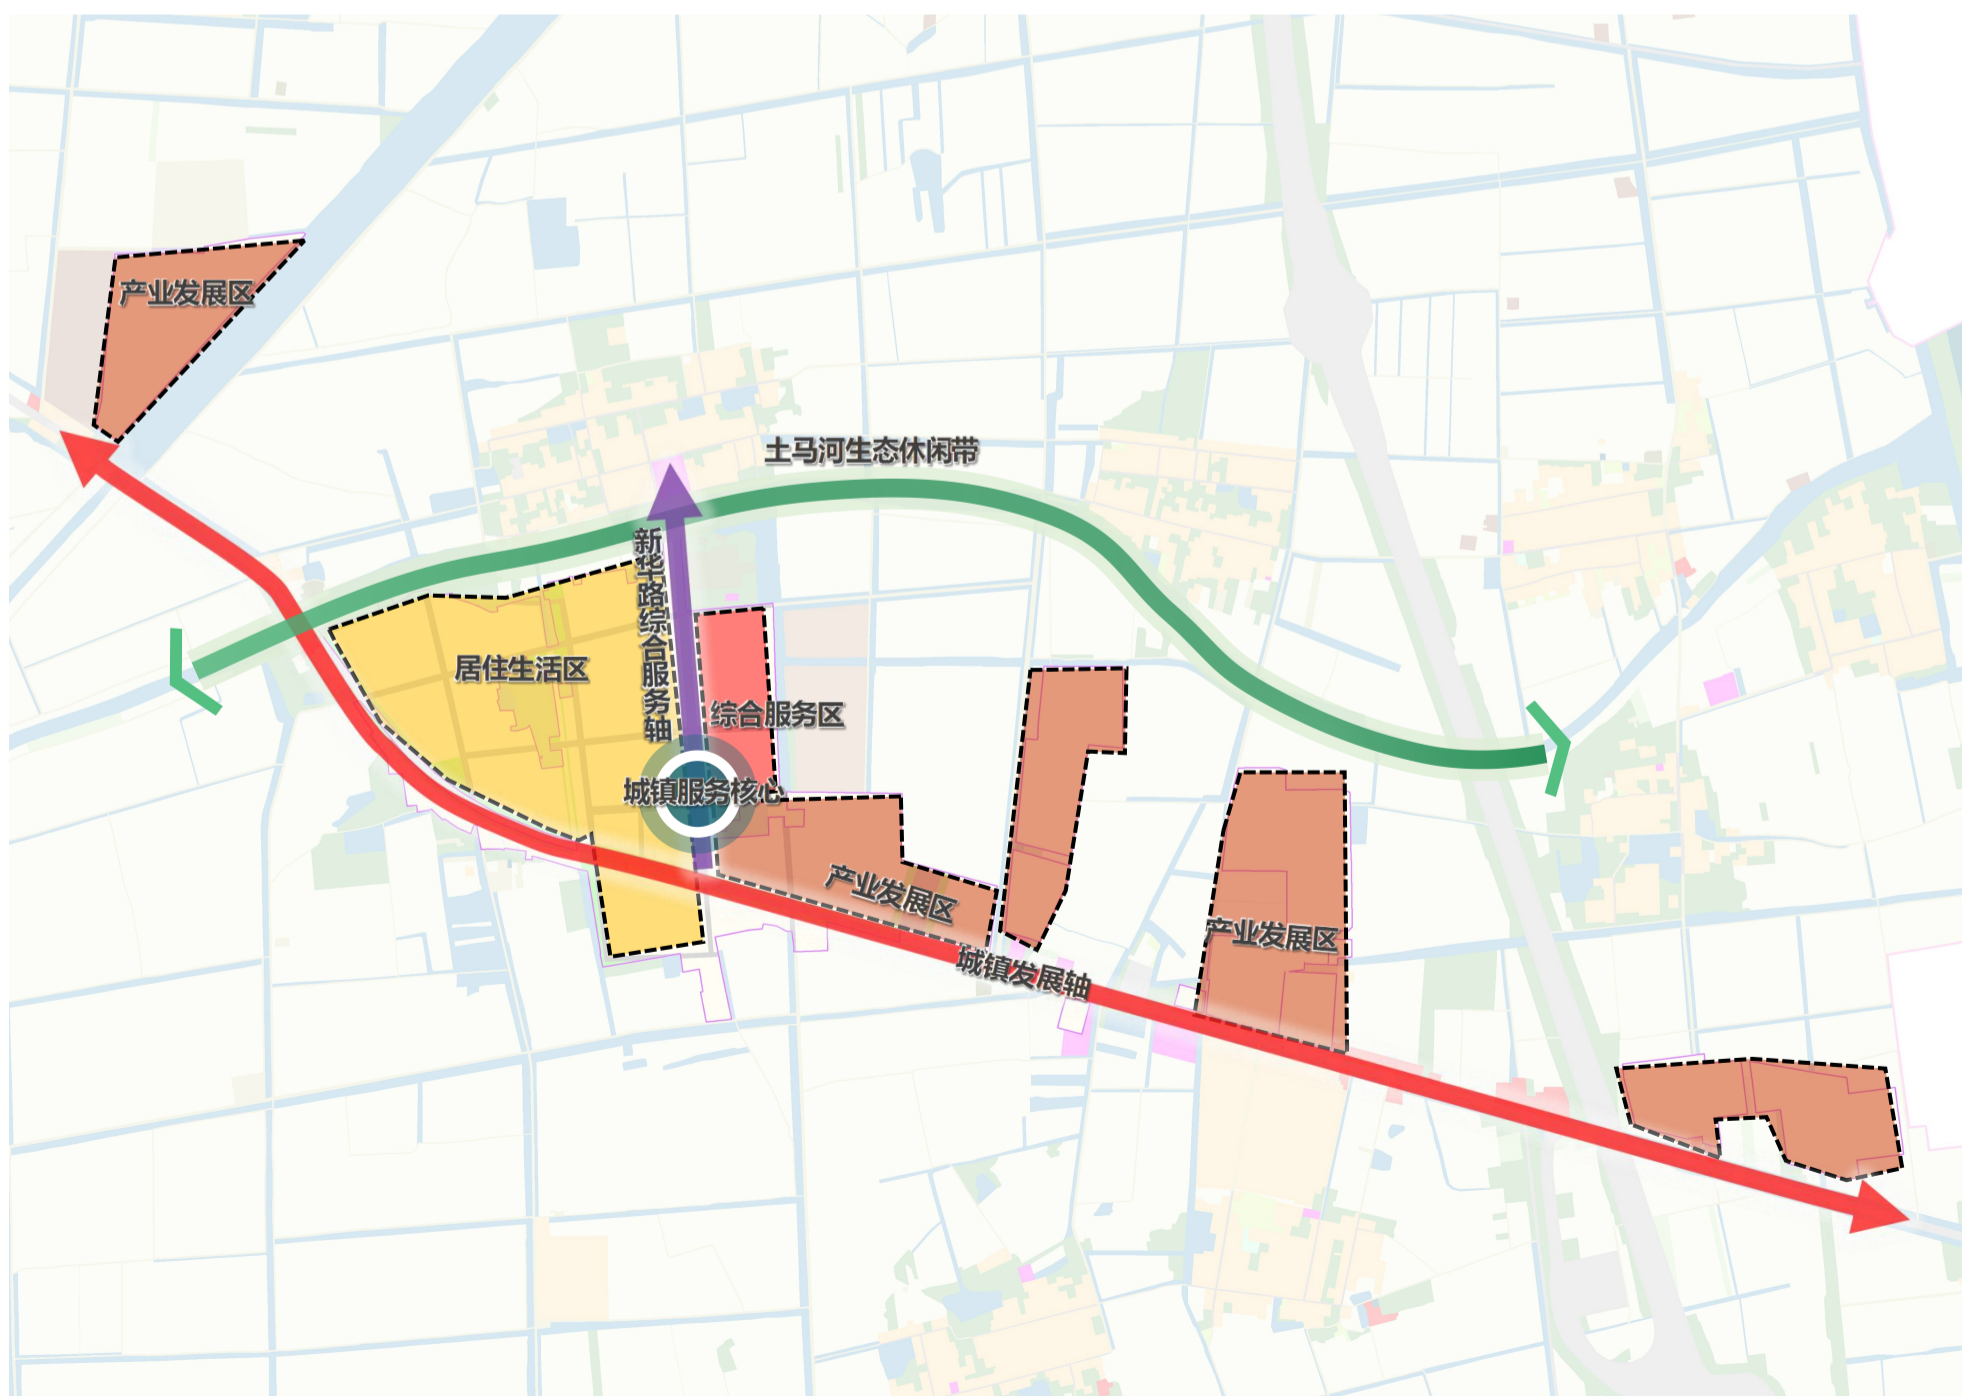 产业发展区
土马河生态休闲带
新华路综合服务轴
居住生活区
综合服务区
城镇服务核心
产业发展区
产业发展区
城镇发展轴